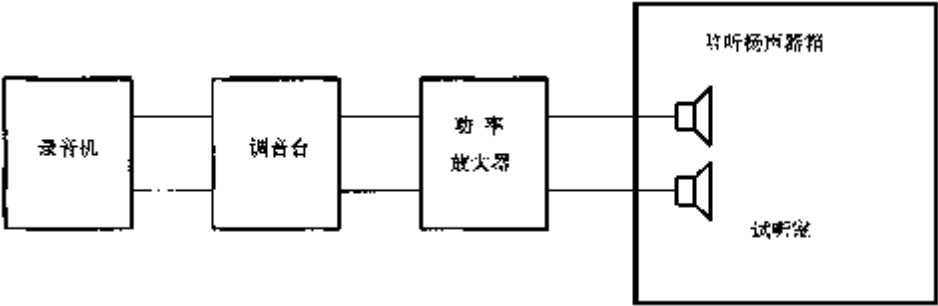 录音机
调音台
功率
放大器
监听扬声器箱
试听室